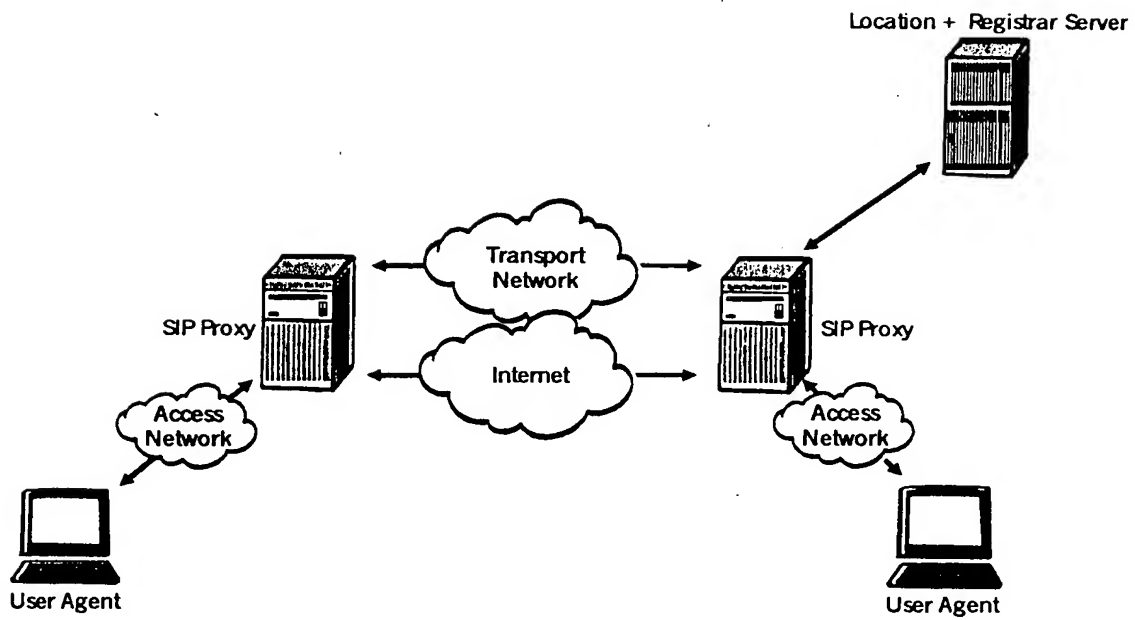 Location + Registrar Server
Transport
Network
SIP Proxy
SIP Proxy
Internet
Access
Network
Access
Network
User Agent
User Agent